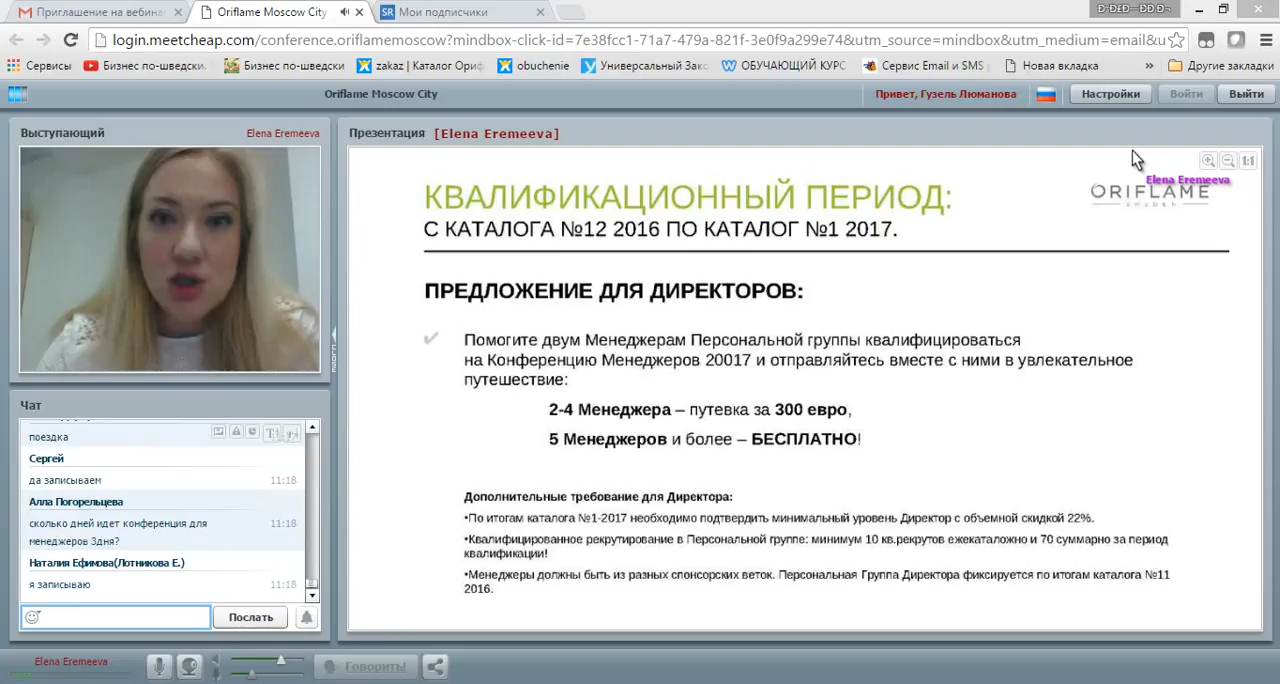 Приглашение на вебина
Oriflame Moscow City
Мои подписчики
login.meetcheap.com/conference.oriflamemoscow?mindbox-click-id=7e38fcc1-71a7-479a-821f-3e0f9a299e74&utm_source=mindbox&utm_medium=email&u
Сервисы
Бизнес по-шведски.
Бизнес по-шведски
zakaz | Каталог Ориф
obuchenie
Универсальный Зако
ОБУЧАЮЩИЙ КУРС
Сервис Email и SMS
Новая вкладка
»
Другие закладки
Oriflame Moscow City
Привет, Гузель Люманова
Настройки
Войти
Выйти
Выступающий
Elena Eremeeva
Презентация [Elena Eremeeva]
1:1
Elena Eremeeva
ORIFLAME
SWEDEN
КВАЛИФИКАЦИОННЫЙ ПЕРИОД:
С КАТАЛОГА №12 2016 ПО КАТАЛОГ №1 2017.
ПРЕДЛОЖЕНИЕ ДЛЯ ДИРЕКТОРОВ:
Помогите двум Менеджерам Персональной группы квалифицироваться
на Конференцию Менеджеров 20017 и отправляйтесь вместе с ними в увлекательное
путешествие:
2-4 Менеджера – путевка за 300 евро,
5 Менеджеров и более – БЕСПЛАТНО!
Дополнительные требование для Директора:
•По итогам каталога №1-2017 необходимо подтвердить минимальный уровень Директор с объемной скидкой 22%.
•Квалифицированное рекрутирование в Персональной группе: минимум 10 кв.рекрутов ежекаталожно и 70 суммарно за период
квалификации!
•Менеджеры должны быть из разных спонсорских веток. Персональная Группа Директора фиксируется по итогам каталога №11
2016.
Чат
поездка
Сергей
да записываем 11:18
Алла Погорельцева
сколько дней идет конференция для 11:18
менеджеров 3дня?
Наталия Ефимова(Лотникова Е.)
я записываю 11:18
Послать
Elena Eremeeva
Говорить!